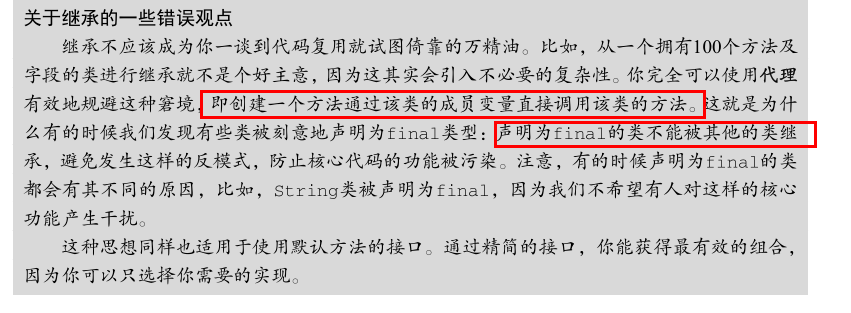 关于继承的一些错误观点
继承不应该成为你一谈到代码复用就试图倚靠的万精油。比如，从一个拥有100个方法及
字段的类进行继承就不是个好主意，因为这其实会引入不必要的复杂性。你完全可以使用代理
有效地规避这种窘境，即创建一个方法通过该类的成员变量直接调用该类的方法。这就是为什
么有的时候我们发现有些类被刻意地声明为final类型：声明为final的类不能被其他的类继
承，避免发生这样的反模式，防止核心代码的功能被污染。注意，有的时候声明为final的类
都会有其不同的原因，比如，String类被声明为final，因为我们不希望有人对这样的核心
功能产生干扰。
这种思想同样也适用于使用默认方法的接口。通过精简的接口，你能获得最有效的组合，
因为你可以只选择你需要的实现。